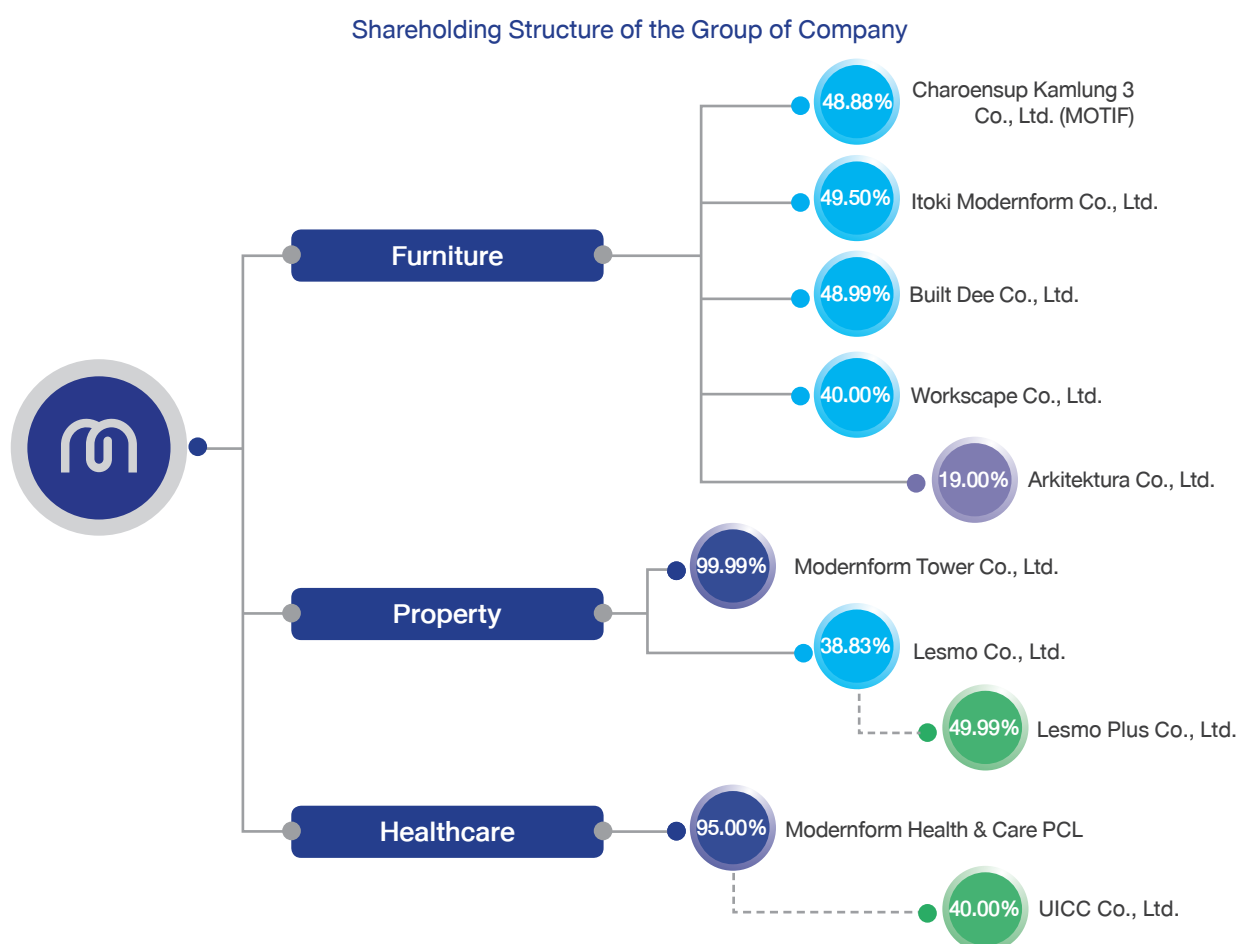 Shareholding Structure of the Group of Company
48.88%
Charoensup Kamlung 3
Co., Ltd. (MOTIF)
49.50%
Itoki Modernform Co., Ltd.
Furniture
48.99%
Built Dee Co., Ltd.
40.00%
Workscape Co., Ltd.
19.00%
Arkitektura Co., Ltd.
99.99%
Modernform Tower Co., Ltd.
Property
38.83%
Lesmo Co., Ltd.
49.99%
Lesmo Plus Co., Ltd.
Healthcare
95.00%
Modernform Health & Care PCL
40.00%
UICC Co., Ltd.